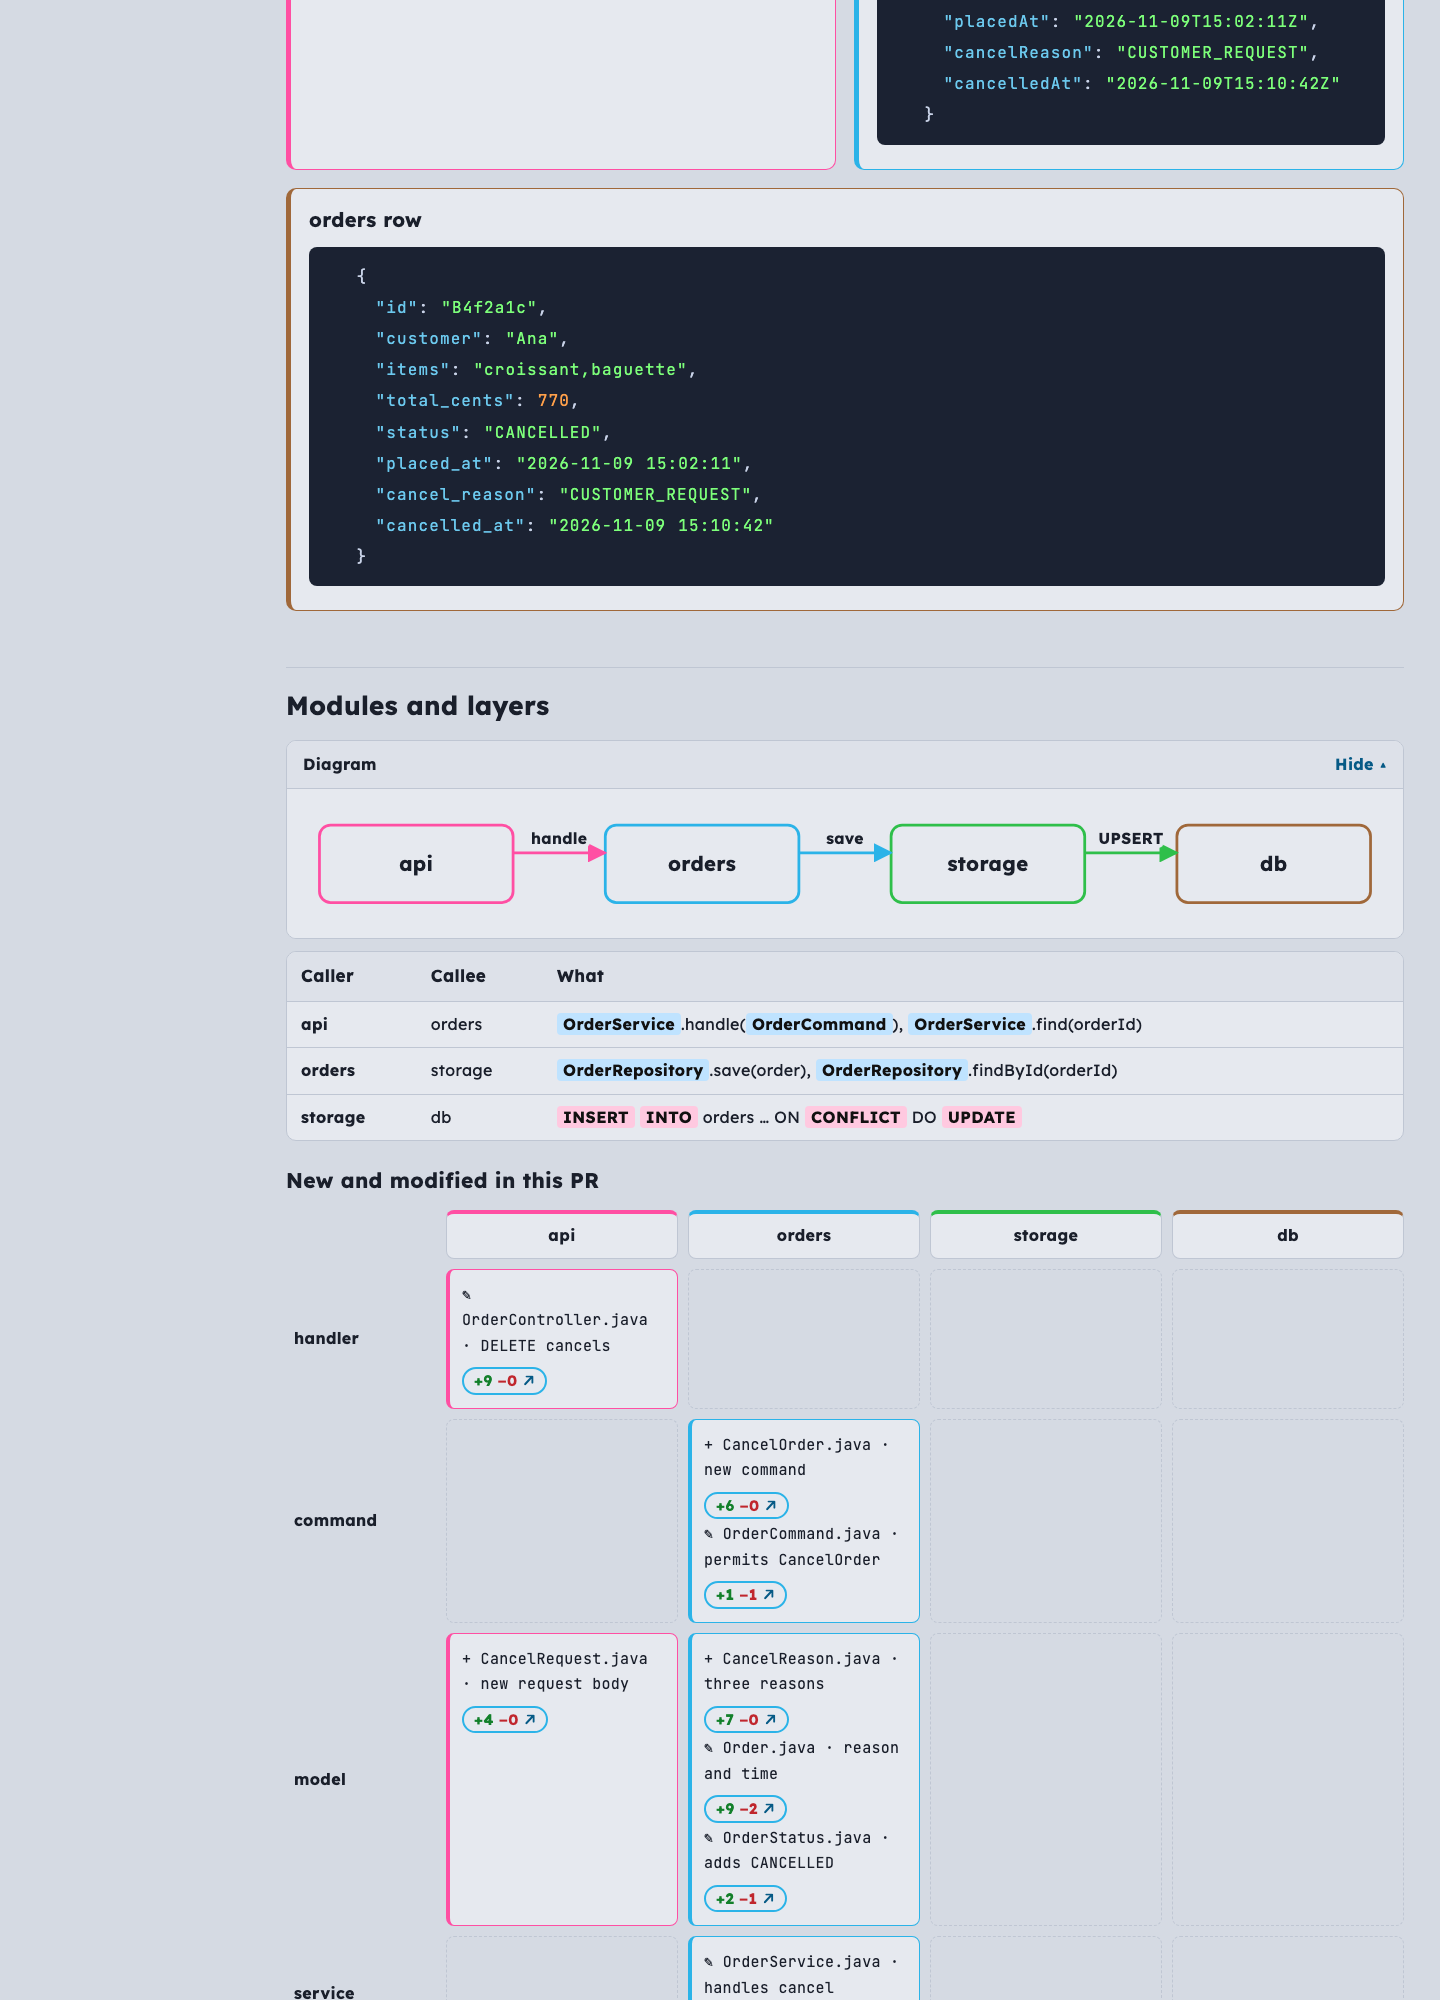 "placedAt": "2026-11-09T15:02:11Z",
"cancelReason": "CUSTOMER_REQUEST",
"cancelledAt": "2026-11-09T15:10:42Z"
}
orders row
{
"id": "B4f2a1c",
"customer": "Ana",
"items": "croissant,baguette",
"total_cents": 770,
"status": "CANCELLED",
"placed_at": "2026-11-09 15:02:11",
"cancel_reason": "CUSTOMER_REQUEST",
"cancelled_at": "2026-11-09 15:10:42"
}
Modules and layers
Diagram Hide ▴
api handle orders save storage UPSERT db
Caller Callee What
api orders OrderService.handle(OrderCommand), OrderService.find(orderId)
orders storage OrderRepository.save(order), OrderRepository.findById(orderId)
storage db INSERT INTO orders … ON CONFLICT DO UPDATE
New and modified in this PR
api orders storage db
handler
✎
OrderController.java
· DELETE cancels
+9 −0 ↗
command
+ CancelOrder.java ·
new command
+6 −0 ↗
✎ OrderCommand.java ·
permits CancelOrder
+1 −1 ↗
model
+ CancelRequest.java
· new request body
+4 −0 ↗
+ CancelReason.java ·
three reasons
+7 −0 ↗
✎ Order.java · reason
and time
+9 −2 ↗
✎ OrderStatus.java ·
adds CANCELLED
+2 −1 ↗
service
✎ OrderService.java ·
handles cancel